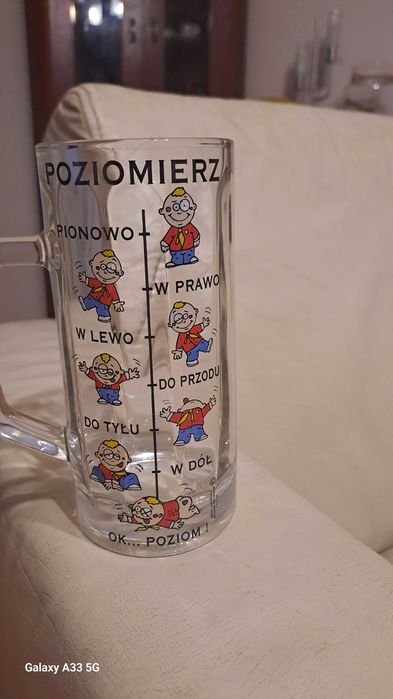 POZIOMIERZ
PIONOWO
W PRAWO
W LEWO
DO PRZODU
DO TYŁU
W DÓŁ
OK... POZIOM !
Galaxy A33 5G